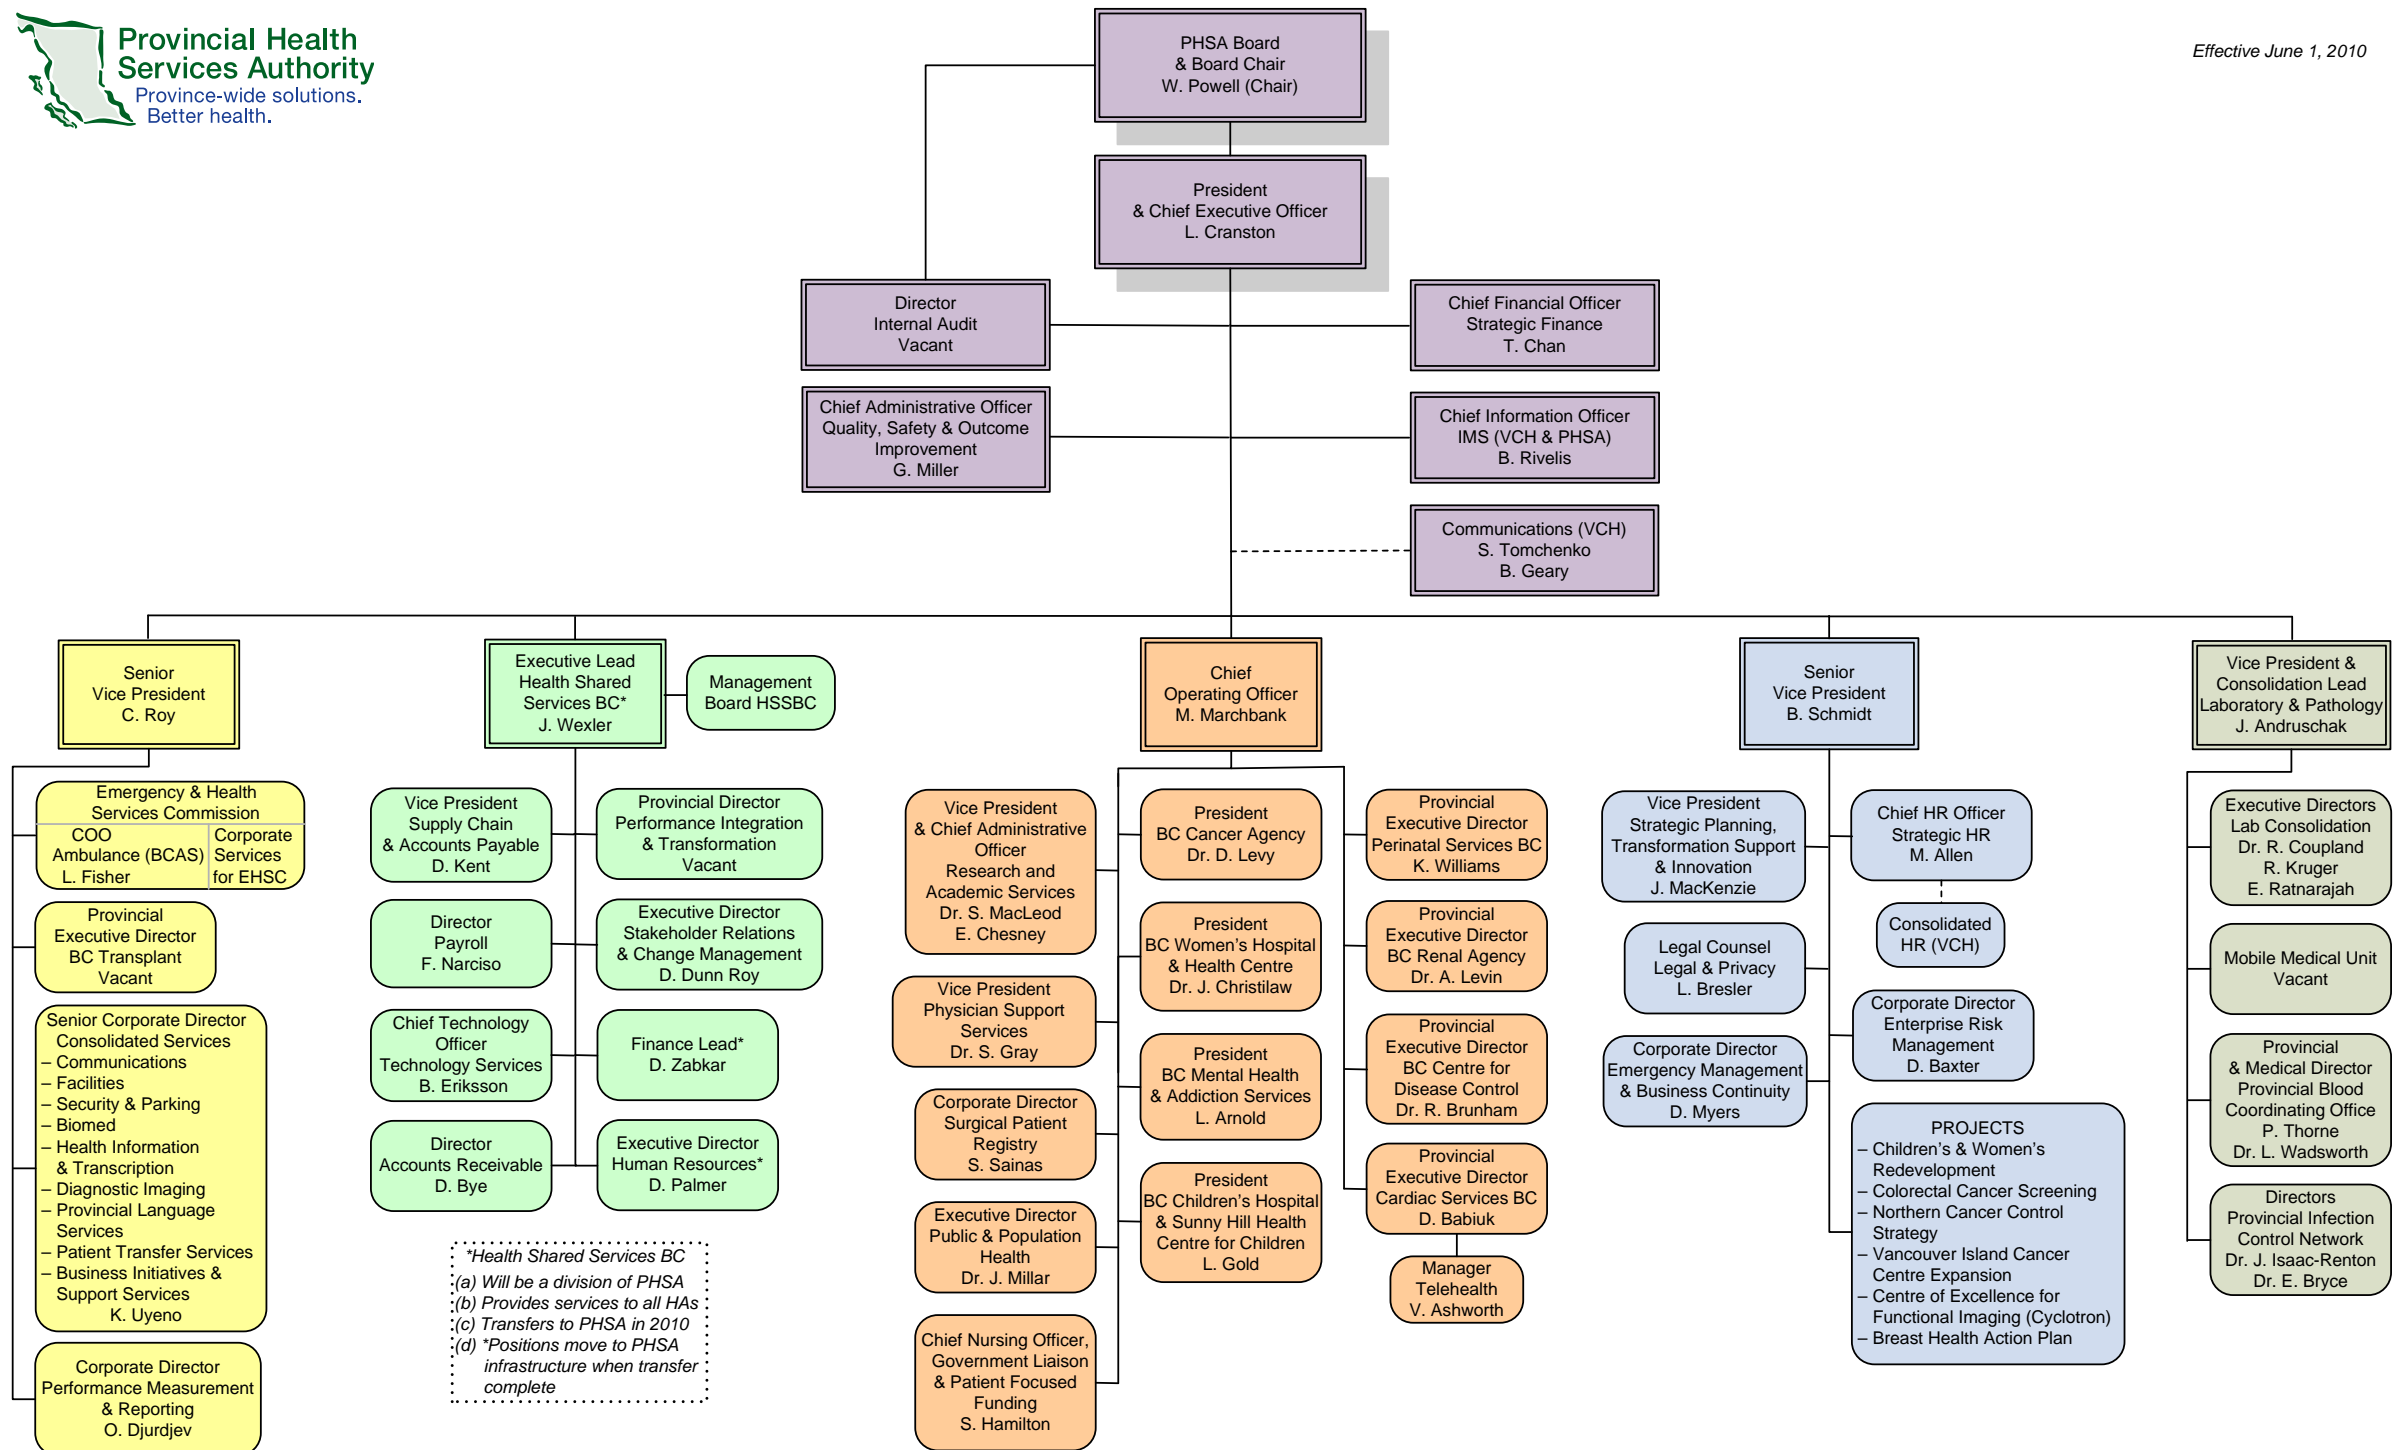 Provincial Health
Services Authority
Province-wide solutions.
Better health.
Effective June 1, 2010
PHSA Board
& Board Chair
W. Powell (Chair)
President
& Chief Executive Officer
L. Cranston
Director
Internal Audit
Vacant
Chief Financial Officer
Strategic Finance
T. Chan
Chief Administrative Officer
Quality, Safety & Outcome
Improvement
G. Miller
Chief Information Officer
IMS (VCH & PHSA)
B. Rivelis
Communications (VCH)
S. Tomchenko
B. Geary
Senior
Vice President
C. Roy
Emergency & Health
Services Commission
COO
Ambulance (BCAS)
L. Fisher
Corporate
Services
for EHSC
Provincial
Executive Director
BC Transplant
Vacant
Senior Corporate Director
Consolidated Services
– Communications
– Facilities
– Security & Parking
– Biomed
– Health Information
& Transcription
– Diagnostic Imaging
– Provincial Language
Services
– Patient Transfer Services
– Business Initiatives &
Support Services
K. Uyeno
Corporate Director
Performance Measurement
& Reporting
O. Djurdjev
Executive Lead
Health Shared
Services BC*
J. Wexler
Management
Board HSSBC
Vice President
Supply Chain
& Accounts Payable
D. Kent
Provincial Director
Performance Integration
& Transformation
Vacant
Director
Payroll
F. Narciso
Executive Director
Stakeholder Relations
& Change Management
D. Dunn Roy
Chief Technology
Officer
Technology Services
B. Eriksson
Finance Lead*
D. Zabkar
Director
Accounts Receivable
D. Bye
Executive Director
Human Resources*
D. Palmer
*Health Shared Services BC
(a) Will be a division of PHSA
(b) Provides services to all HAs
(c) Transfers to PHSA in 2010
(d) *Positions move to PHSA
infrastructure when transfer
complete
Chief
Operating Officer
M. Marchbank
Vice President
& Chief Administrative
Officer
Research and
Academic Services
Dr. S. MacLeod
E. Chesney
Vice President
Physician Support
Services
Dr. S. Gray
Corporate Director
Surgical Patient
Registry
S. Sainas
Executive Director
Public & Population
Health
Dr. J. Millar
Chief Nursing Officer,
Government Liaison
& Patient Focused
Funding
S. Hamilton
President
BC Cancer Agency
Dr. D. Levy
President
BC Women's Hospital
& Health Centre
Dr. J. Christilaw
President
BC Mental Health
& Addiction Services
L. Arnold
President
BC Children's Hospital
& Sunny Hill Health
Centre for Children
L. Gold
Provincial
Executive Director
Perinatal Services BC
K. Williams
Provincial
Executive Director
BC Renal Agency
Dr. A. Levin
Provincial
Executive Director
BC Centre for
Disease Control
Dr. R. Brunham
Provincial
Executive Director
Cardiac Services BC
D. Babiuk
Manager
Telehealth
V. Ashworth
Senior
Vice President
B. Schmidt
Vice President
Strategic Planning,
Transformation Support
& Innovation
J. MacKenzie
Chief HR Officer
Strategic HR
M. Allen
Consolidated
HR (VCH)
Legal Counsel
Legal & Privacy
L. Bresler
Corporate Director
Enterprise Risk
Management
D. Baxter
Corporate Director
Emergency Management
& Business Continuity
D. Myers
PROJECTS
– Children's & Women's
Redevelopment
– Colorectal Cancer Screening
– Northern Cancer Control
Strategy
– Vancouver Island Cancer
Centre Expansion
– Centre of Excellence for
Functional Imaging (Cyclotron)
– Breast Health Action Plan
Vice President &
Consolidation Lead
Laboratory & Pathology
J. Andruschak
Executive Directors
Lab Consolidation
Dr. R. Coupland
R. Kruger
E. Ratnarajah
Mobile Medical Unit
Vacant
Provincial
& Medical Director
Provincial Blood
Coordinating Office
P. Thorne
Dr. L. Wadsworth
Directors
Provincial Infection
Control Network
Dr. J. Isaac-Renton
Dr. E. Bryce